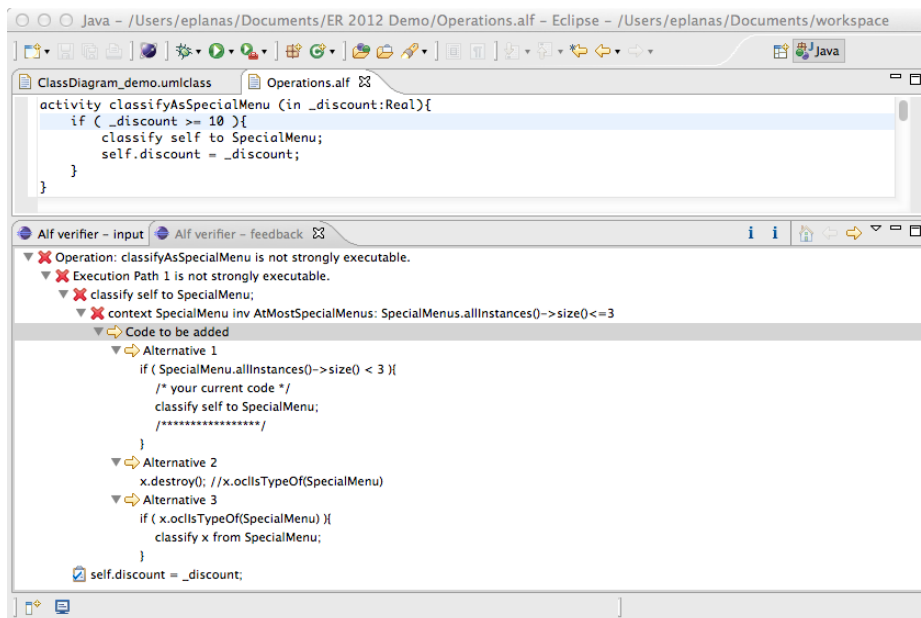 Java – /Users/eplanas/Documents/ER 2012 Demo/Operations.alf – Eclipse – /Users/eplanas/Documents/workspace
Java
ClassDiagram_demo.umlclass
Operations.alf
activity classifyAsSpecialMenu (in _discount:Real){
if ( _discount >= 10 ){
classify self to SpecialMenu;
self.discount = _discount;
}
}
Alf verifier – input
Alf verifier – feedback
Operation: classifyAsSpecialMenu is not strongly executable.
Execution Path 1 is not strongly executable.
classify self to SpecialMenu;
context SpecialMenu inv AtMostSpecialMenus: SpecialMenus.allInstances()->size()<=3
Code to be added
Alternative 1
if ( SpecialMenu.allInstances()->size() < 3 ){
/* your current code */
classify self to SpecialMenu;
/*****************/
}
Alternative 2
x.destroy(); //x.oclIsTypeOf(SpecialMenu)
Alternative 3
if ( x.oclIsTypeOf(SpecialMenu) ){
classify x from SpecialMenu;
}
self.discount = _discount;